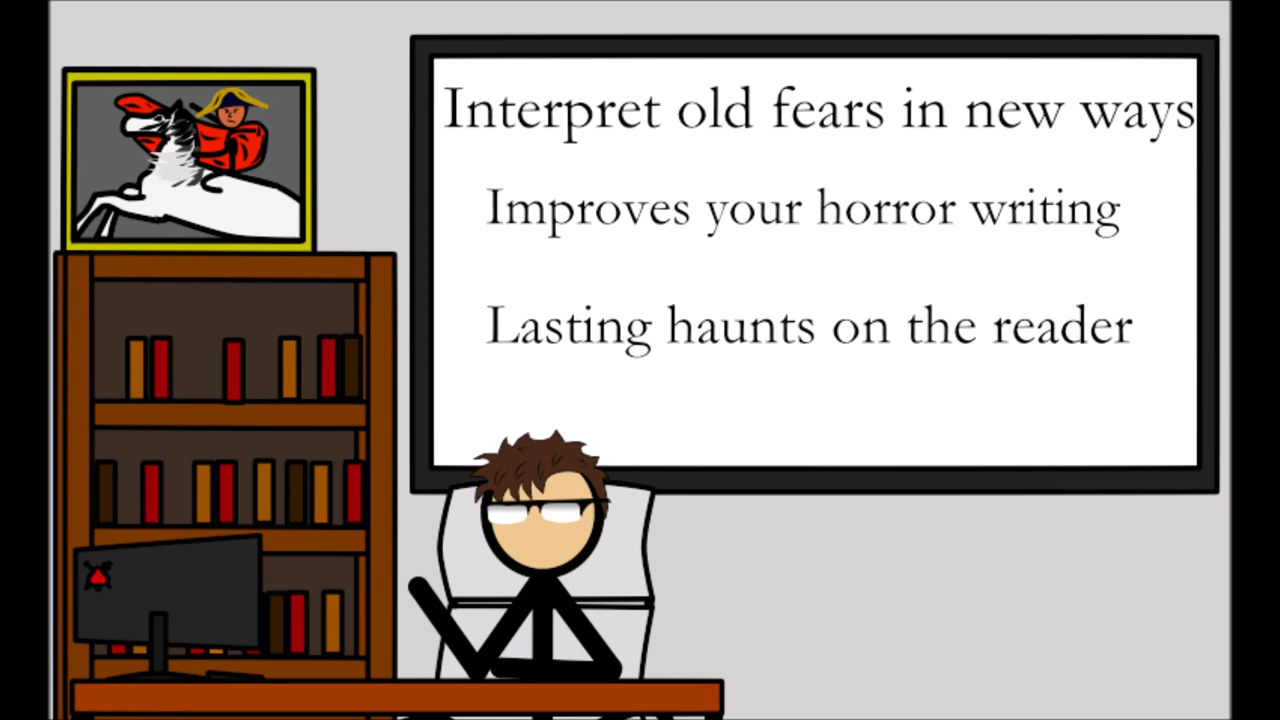 Interpret old fears in new ways
Improves your horror writing
Lasting haunts on the reader